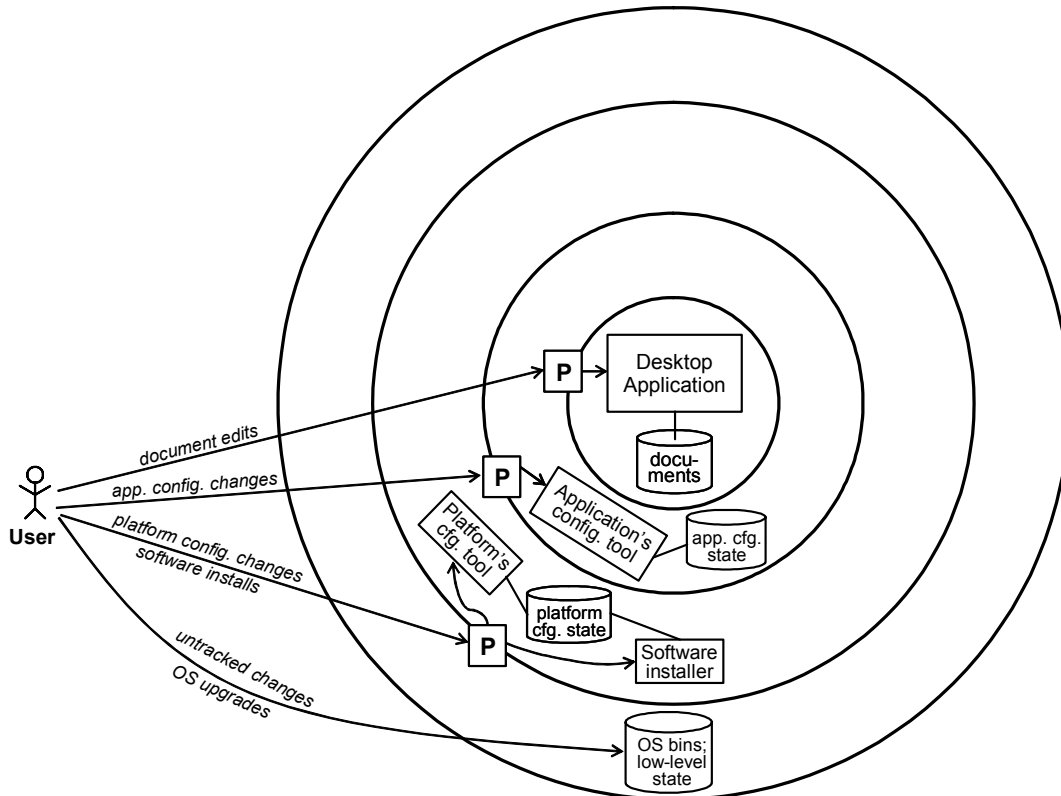 Desktop
Application
P
docu-
ments
document edits
app. config. changes
P
Application's
config. tool
app. cfg.
state
User
platform config. changes
software installs
Platform's
cfg. tool
platform
cfg. state
P
Software
installer
untracked changes
OS upgrades
OS bins;
low-level
state